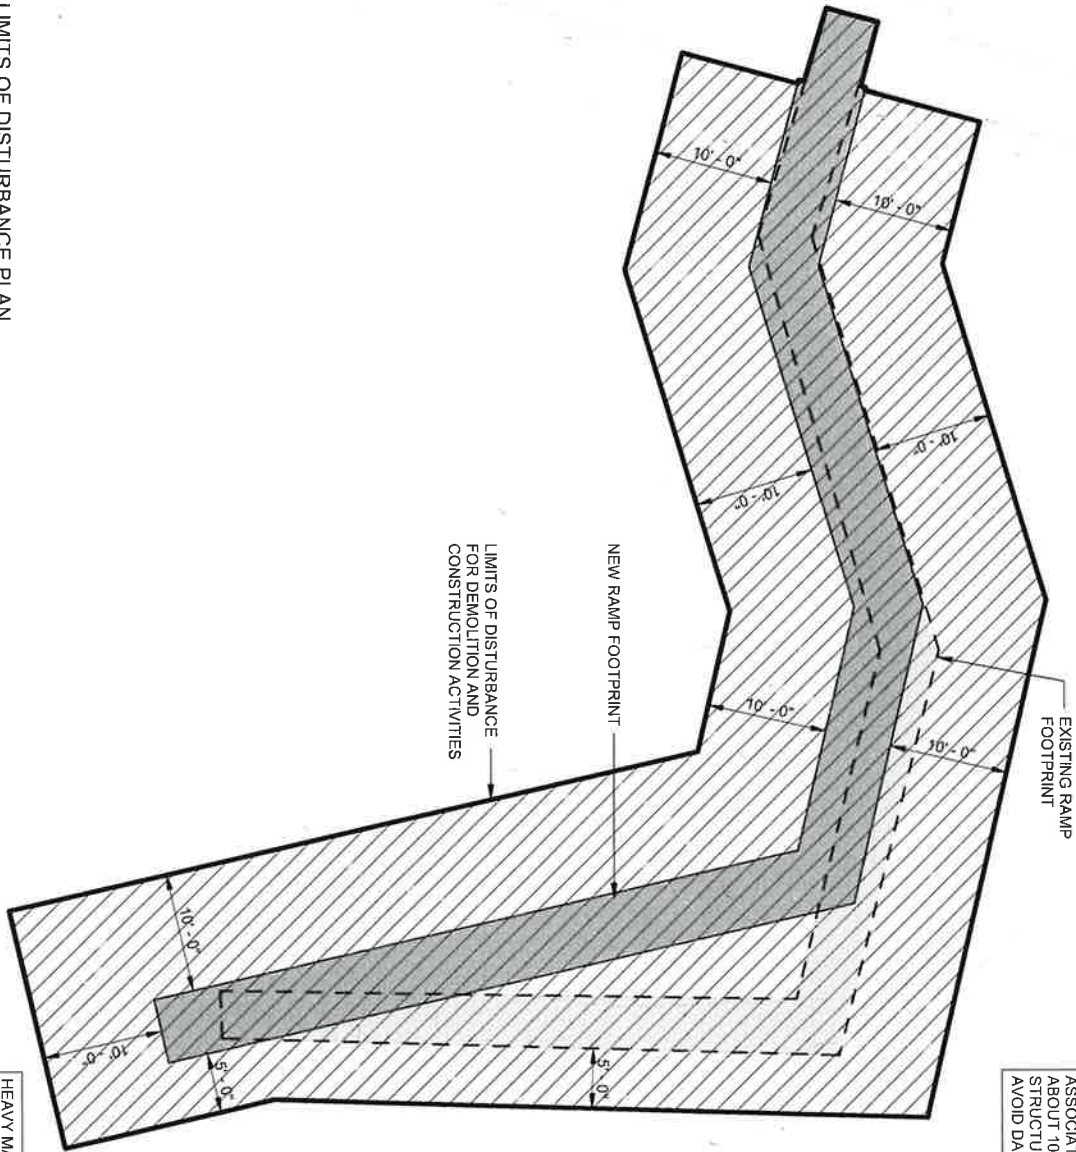 EXISTING RAMP
FOOTPRINT
NEW RAMP FOOTPRINT
LIMITS OF DISTURBANCE
FOR DEMOLITION AND
CONSTRUCTION ACTIVITIES
10' - 0"
10' - 0"
10' - 0"
10' - 0"
10' - 0"
10' - 0"
10' - 0"
10' - 0"
5' - 0"
5' - 0"
ABOUT 10
AVOID DA
HEAVY
LIMITS OF DISTURBANCE PLAN